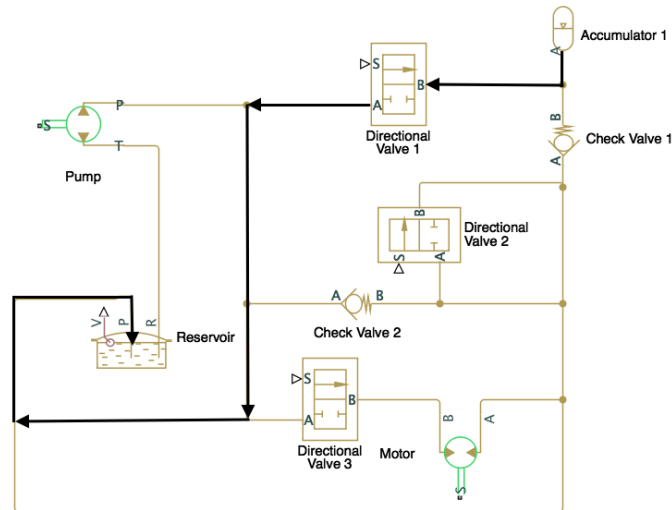 A
Accumulator 1
S
B
A
Directional
Valve 1
P
S
T
Pump
B
Check Valve 1
A
B
Directional
Valve 2
S
A
A
B
Check Valve 2
V
P
R
Reservoir
S
B
A
Directional
Valve 3
Motor
B
A
S